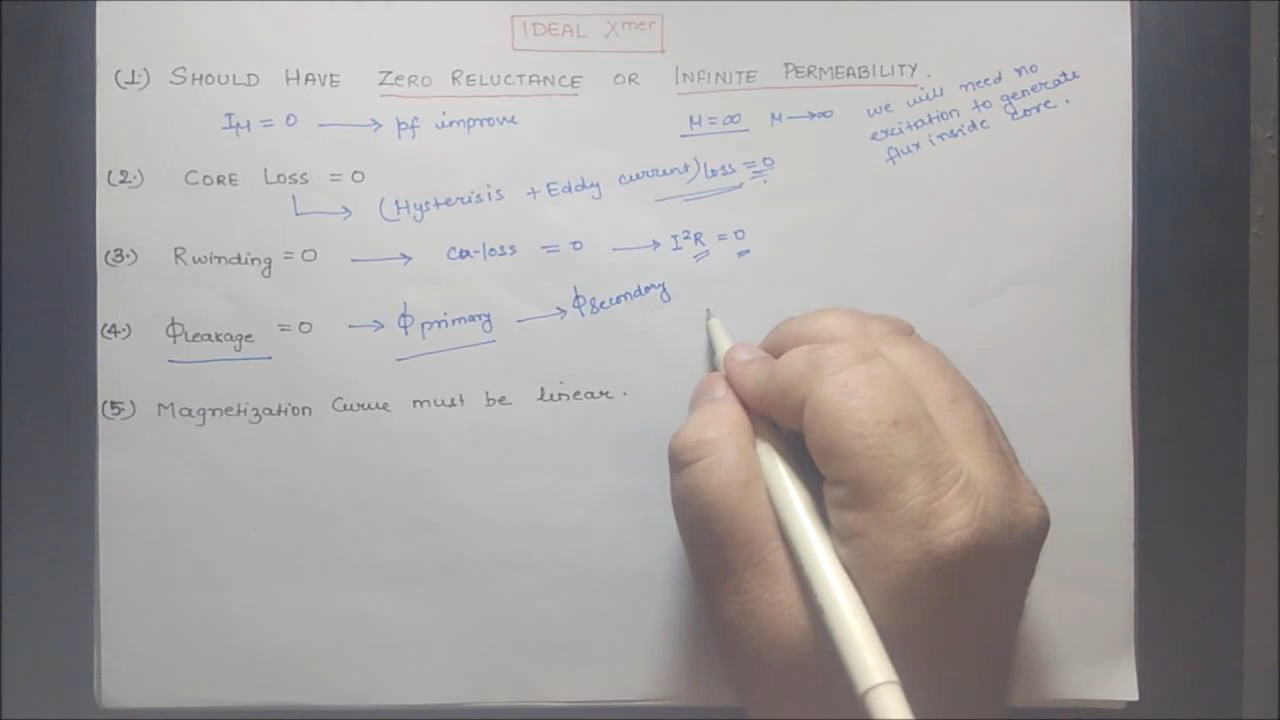 IDEAL Xmer
(1.) SHOULD HAVE ZERO RELUCTANCE OR INFINITE PERMEABILITY.
I_M = 0 → pf improve
μ = ∞ μ → ∞
we will need no
excitation to generate
flux inside core.
(2.) CORE LOSS = 0
(Hysterisis + Eddy current) loss = 0
(3.) Rwinding = 0 → cu-loss = 0 → I²R = 0
(4.) ϕLeakage = 0 → ϕprimary → ϕsecondary
(5.) Magnetization Curve must be linear.